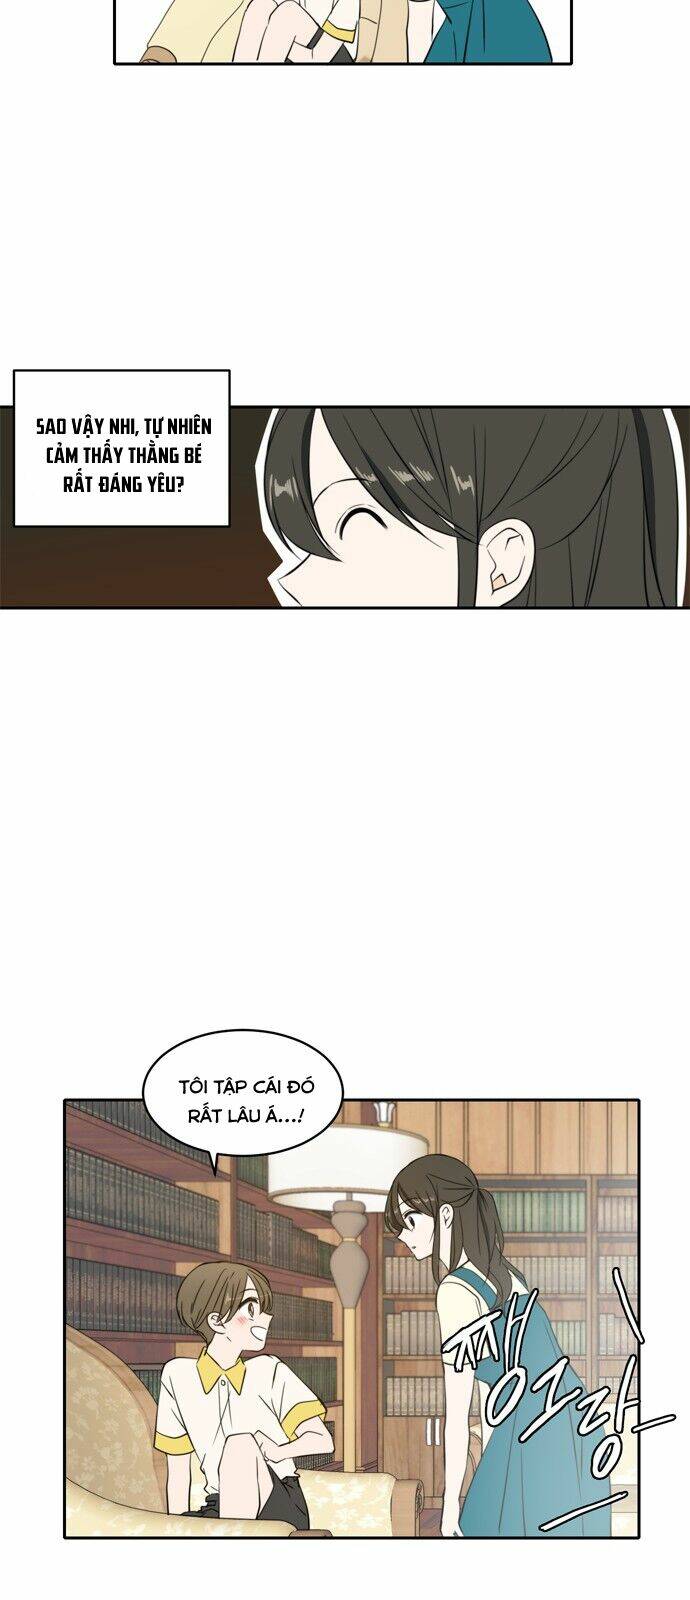 SAO VẬY NHI, TỰ NHIÊN
CẢM THẤY THẰNG BÉ
RẤT ĐÁNG YÊU?
TÔI TẬP CÁI ĐÓ
RẤT LÂU Á...!
쨍그랑